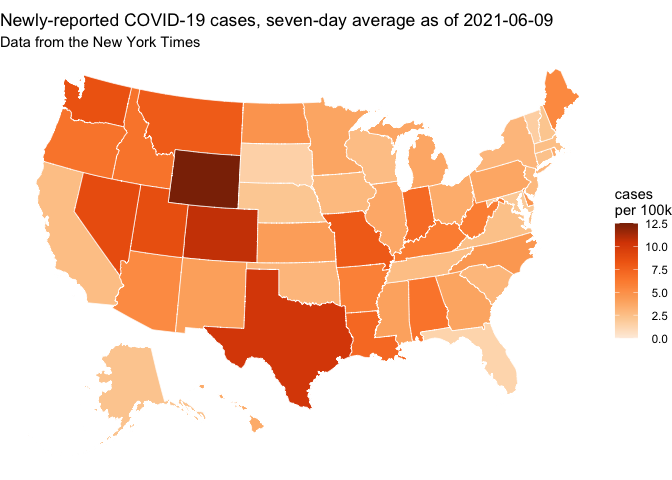 Newly-reported COVID-19 cases, seven-day average as of 2021-06-09
Data from the New York Times
cases
per 100k
12.5
10.0
7.5
5.0
2.5
0.0